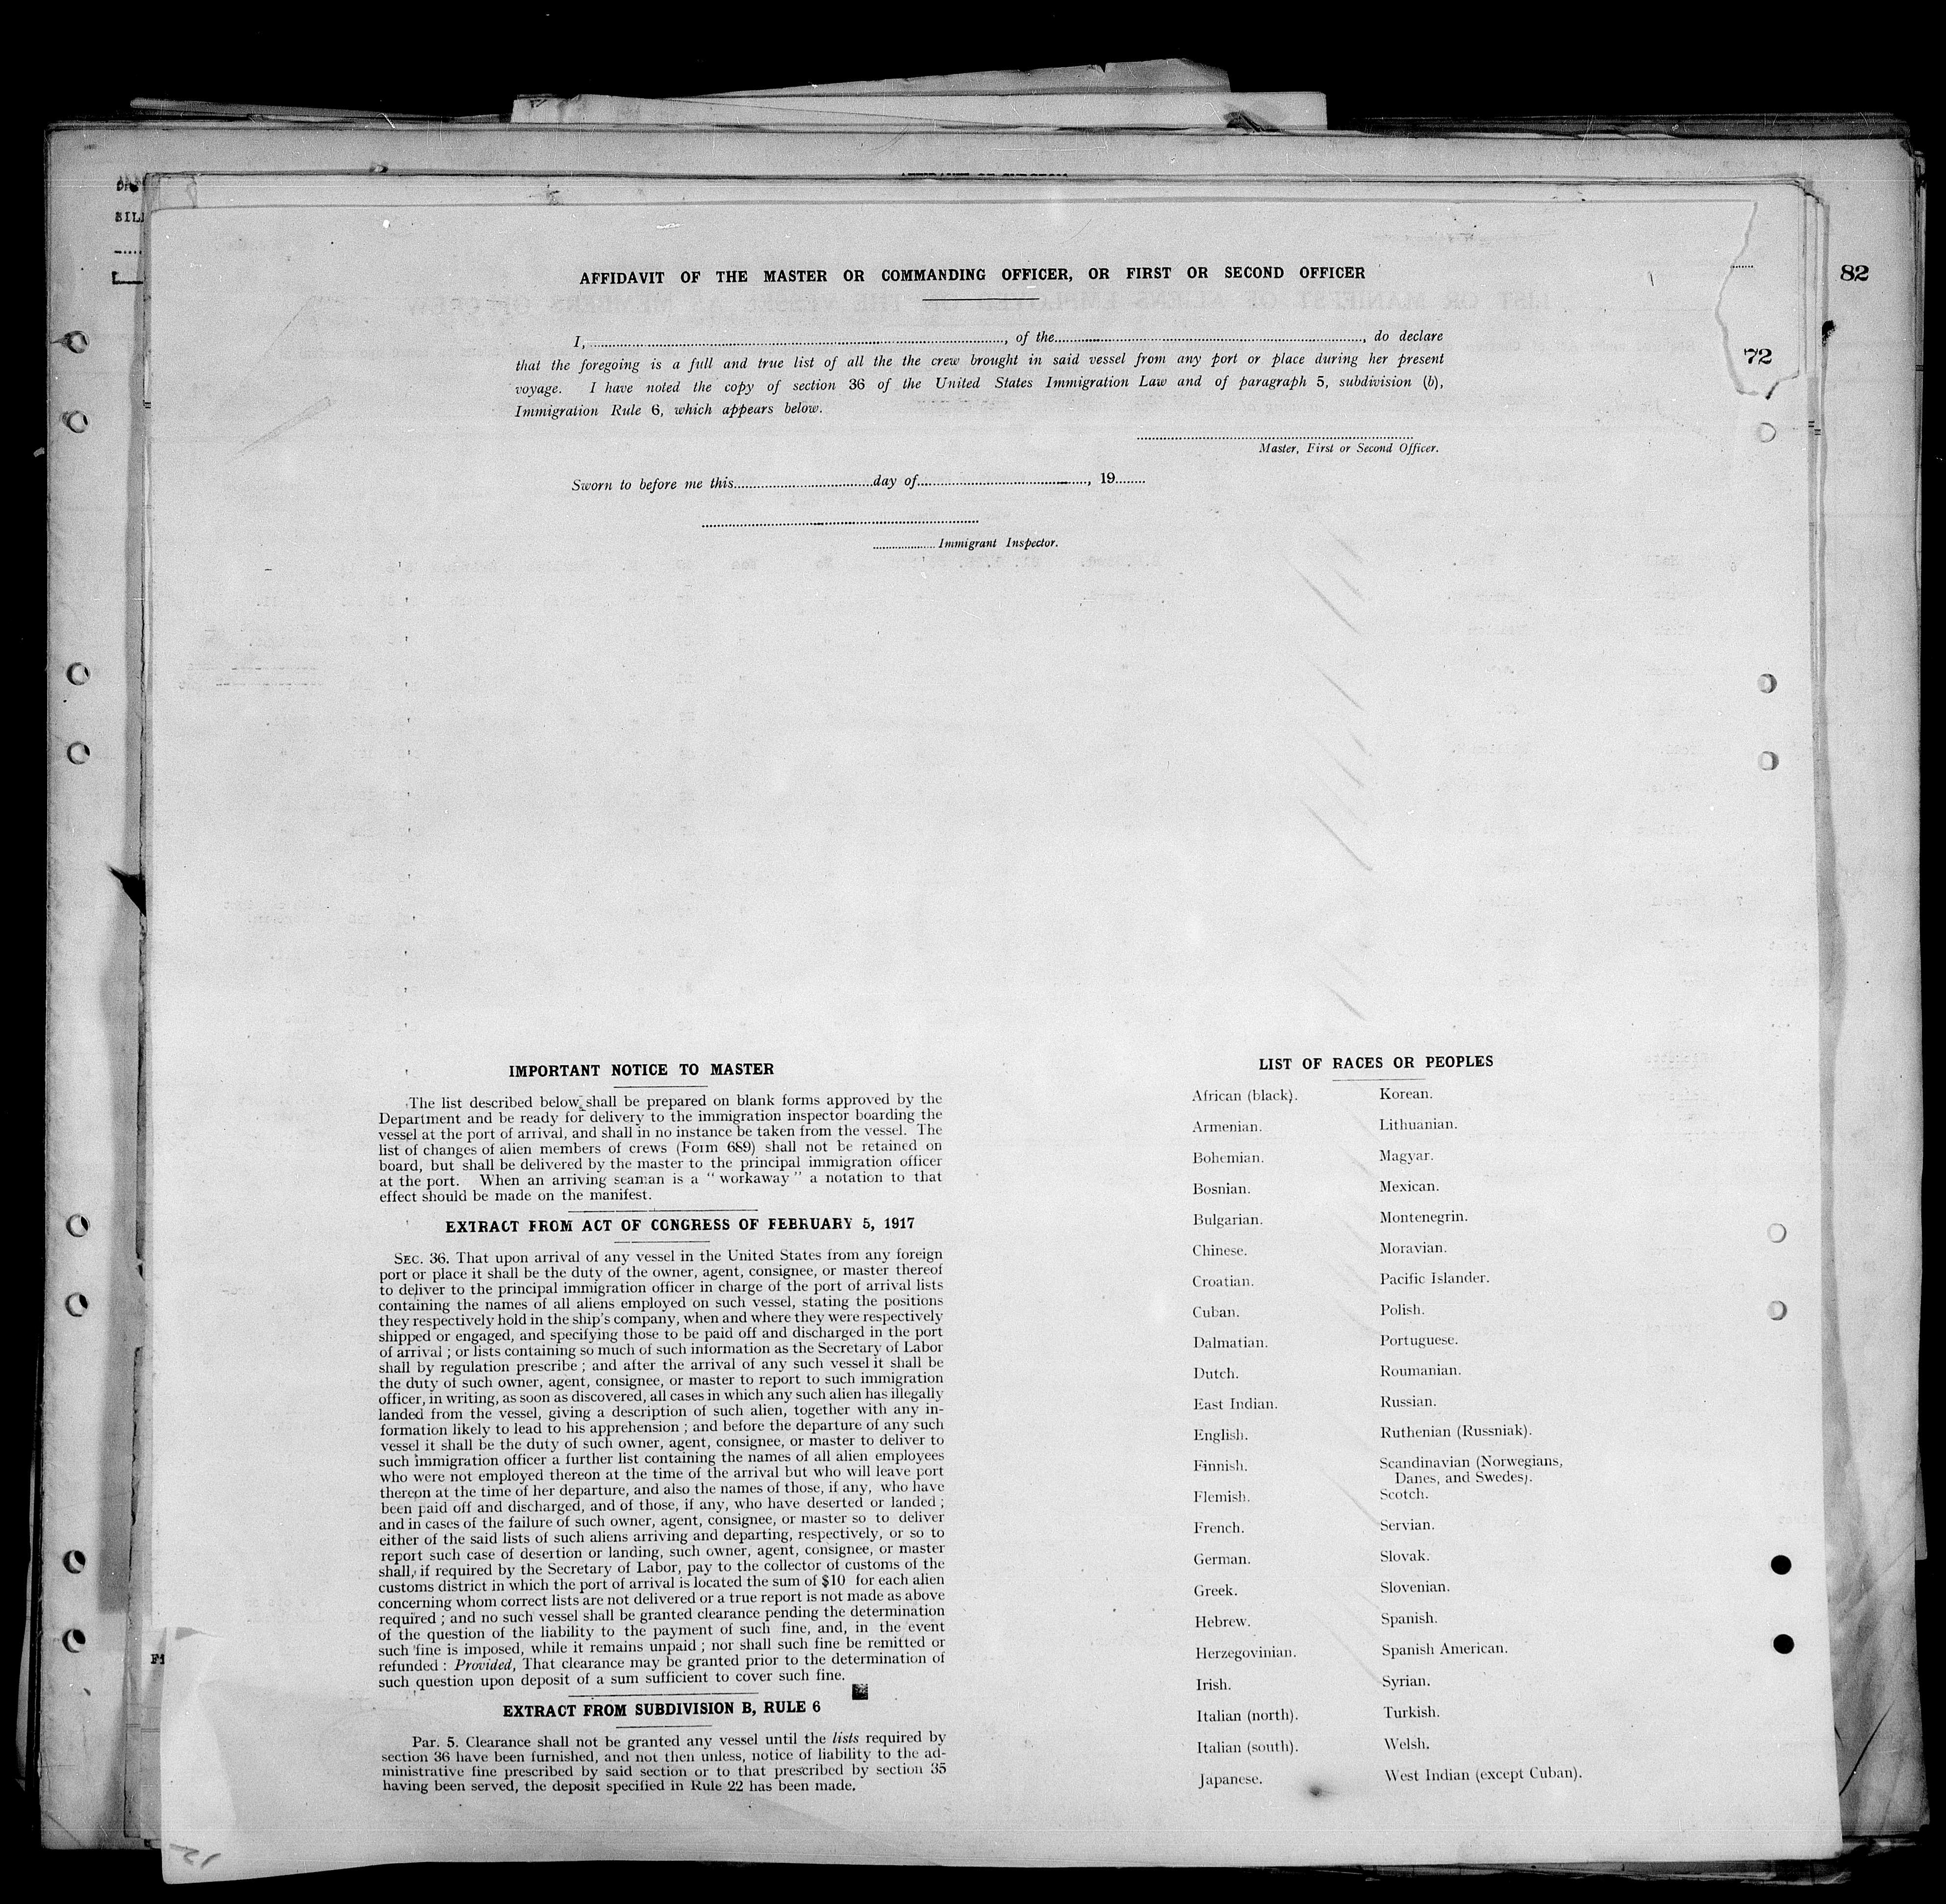 82
72
AFFIDAVIT OF THE MASTER OR COMMANDING OFFICER, OR FIRST OR SECOND OFFICER
I, .........., of the.........., do declare
that the foregoing is a full and true list of all the the crew brought in said vessel from any port or place during her present
voyage. I have noted the copy of section 36 of the United States Immigration Law and of paragraph 5, subdivision (b),
Immigration Rule 6, which appears below.
Master, First or Second Officer.
Sworn to before me this..........day of.........., 19........
.......... Immigrant Inspector.
IMPORTANT NOTICE TO MASTER
The list described below shall be prepared on blank forms approved by the
Department and be ready for delivery to the immigration inspector boarding the
vessel at the port of arrival, and shall in no instance be taken from the vessel. The
list of changes of alien members of crews (Form 689) shall not be retained on
board, but shall be delivered by the master to the principal immigration officer
at the port. When an arriving seaman is a "workaway" a notation to that
effect should be made on the manifest.
EXTRACT FROM ACT OF CONGRESS OF FEBRUARY 5, 1917
SEC. 36. That upon arrival of any vessel in the United States from any foreign
port or place it shall be the duty of the owner, agent, consignee, or master thereof
to deliver to the principal immigration officer in charge of the port of arrival lists
containing the names of all aliens employed on such vessel, stating the positions
they respectively hold in the ship's company, when and where they were respectively
shipped or engaged, and specifying those to be paid off and discharged in the port
of arrival ; or lists containing so much of such information as the Secretary of Labor
shall by regulation prescribe ; and after the arrival of any such vessel it shall be
the duty of such owner, agent, consignee, or master to report to such immigration
officer, in writing, as soon as discovered, all cases in which any such alien has illegally
landed from the vessel, giving a description of such alien, together with any in-
formation likely to lead to his apprehension ; and before the departure of any such
vessel it shall be the duty of such owner, agent, consignee, or master to deliver to
such immigration officer a further list containing the names of all alien employees
who were not employed thereon at the time of the arrival but who will leave port
thereon at the time of her departure, and also the names of those, if any, who have
been paid off and discharged, and of those, if any, who have deserted or landed ;
and in cases of the failure of such owner, agent, consignee, or master so to deliver
either of the said lists of such aliens arriving and departing, respectively, or so to
report such case of desertion or landing, such owner, agent, consignee, or master
shall, if required by the Secretary of Labor, pay to the collector of customs of the
customs district in which the port of arrival is located the sum of $10 for each alien
concerning whom correct lists are not delivered or a true report is not made as above
required ; and no such vessel shall be granted clearance pending the determination
of the question of the liability to the payment of such fine, and, in the event
such fine is imposed, while it remains unpaid ; nor shall such fine be remitted or
refunded : Provided, That clearance may be granted prior to the determination of
such question upon deposit of a sum sufficient to cover such fine.
EXTRACT FROM SUBDIVISION B, RULE 6
Par. 5. Clearance shall not be granted any vessel until the lists required by
section 36 have been furnished, and not then unless, notice of liability to the ad-
ministrative fine prescribed by said section or to that prescribed by section 35
having been served, the deposit specified in Rule 22 has been made.
LIST OF RACES OR PEOPLES
African (black).
Armenian.
Bohemian.
Bosnian.
Bulgarian.
Chinese.
Croatian.
Cuban.
Dalmatian.
Dutch.
East Indian.
English.
Finnish.
Flemish.
French.
German.
Greek.
Hebrew.
Herzegovinian.
Irish.
Italian (north).
Italian (south).
Japanese.
Korean.
Lithuanian.
Magyar.
Mexican.
Montenegrin.
Moravian.
Pacific Islander.
Polish.
Portuguese.
Roumanian.
Russian.
Ruthenian (Russniak).
Scandinavian (Norwegians,
Danes, and Swedes).
Scotch.
Servian.
Slovak.
Slovenian.
Spanish.
Spanish American.
Syrian.
Turkish.
Welsh.
West Indian (except Cuban).